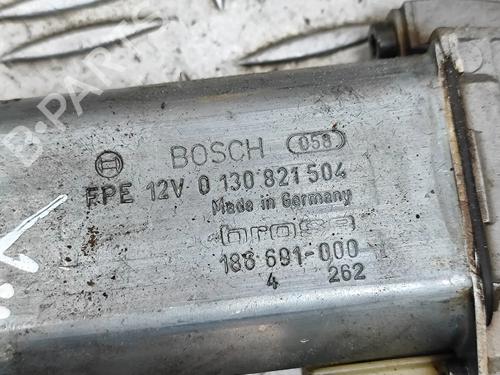 BOSCH 058
FPE 12V 0 130 821 504
Made in Germany
brose
188 691-000
4 262
B-PARTS